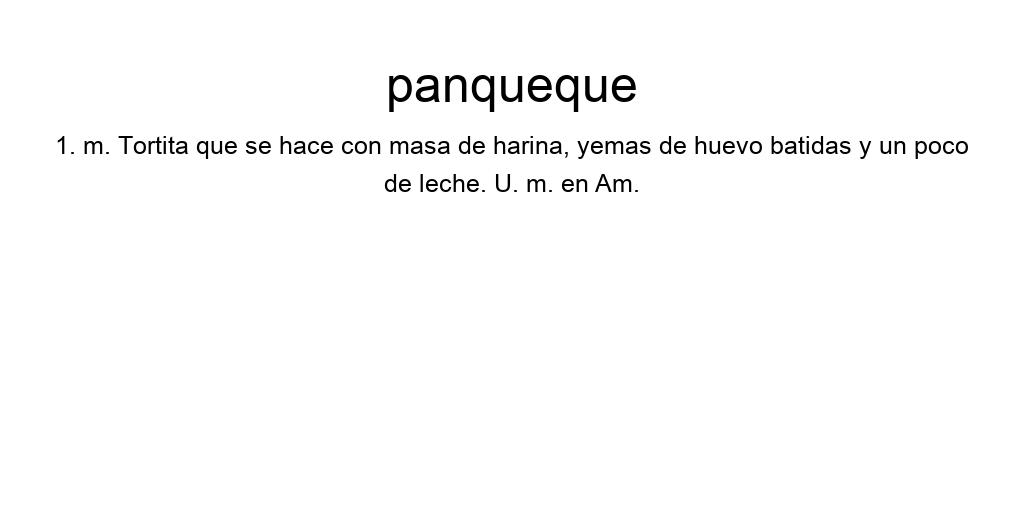 panqueque
1. m. Tortita que se hace con masa de harina, yemas de huevo batidas y un poco
de leche. U. m. en Am.